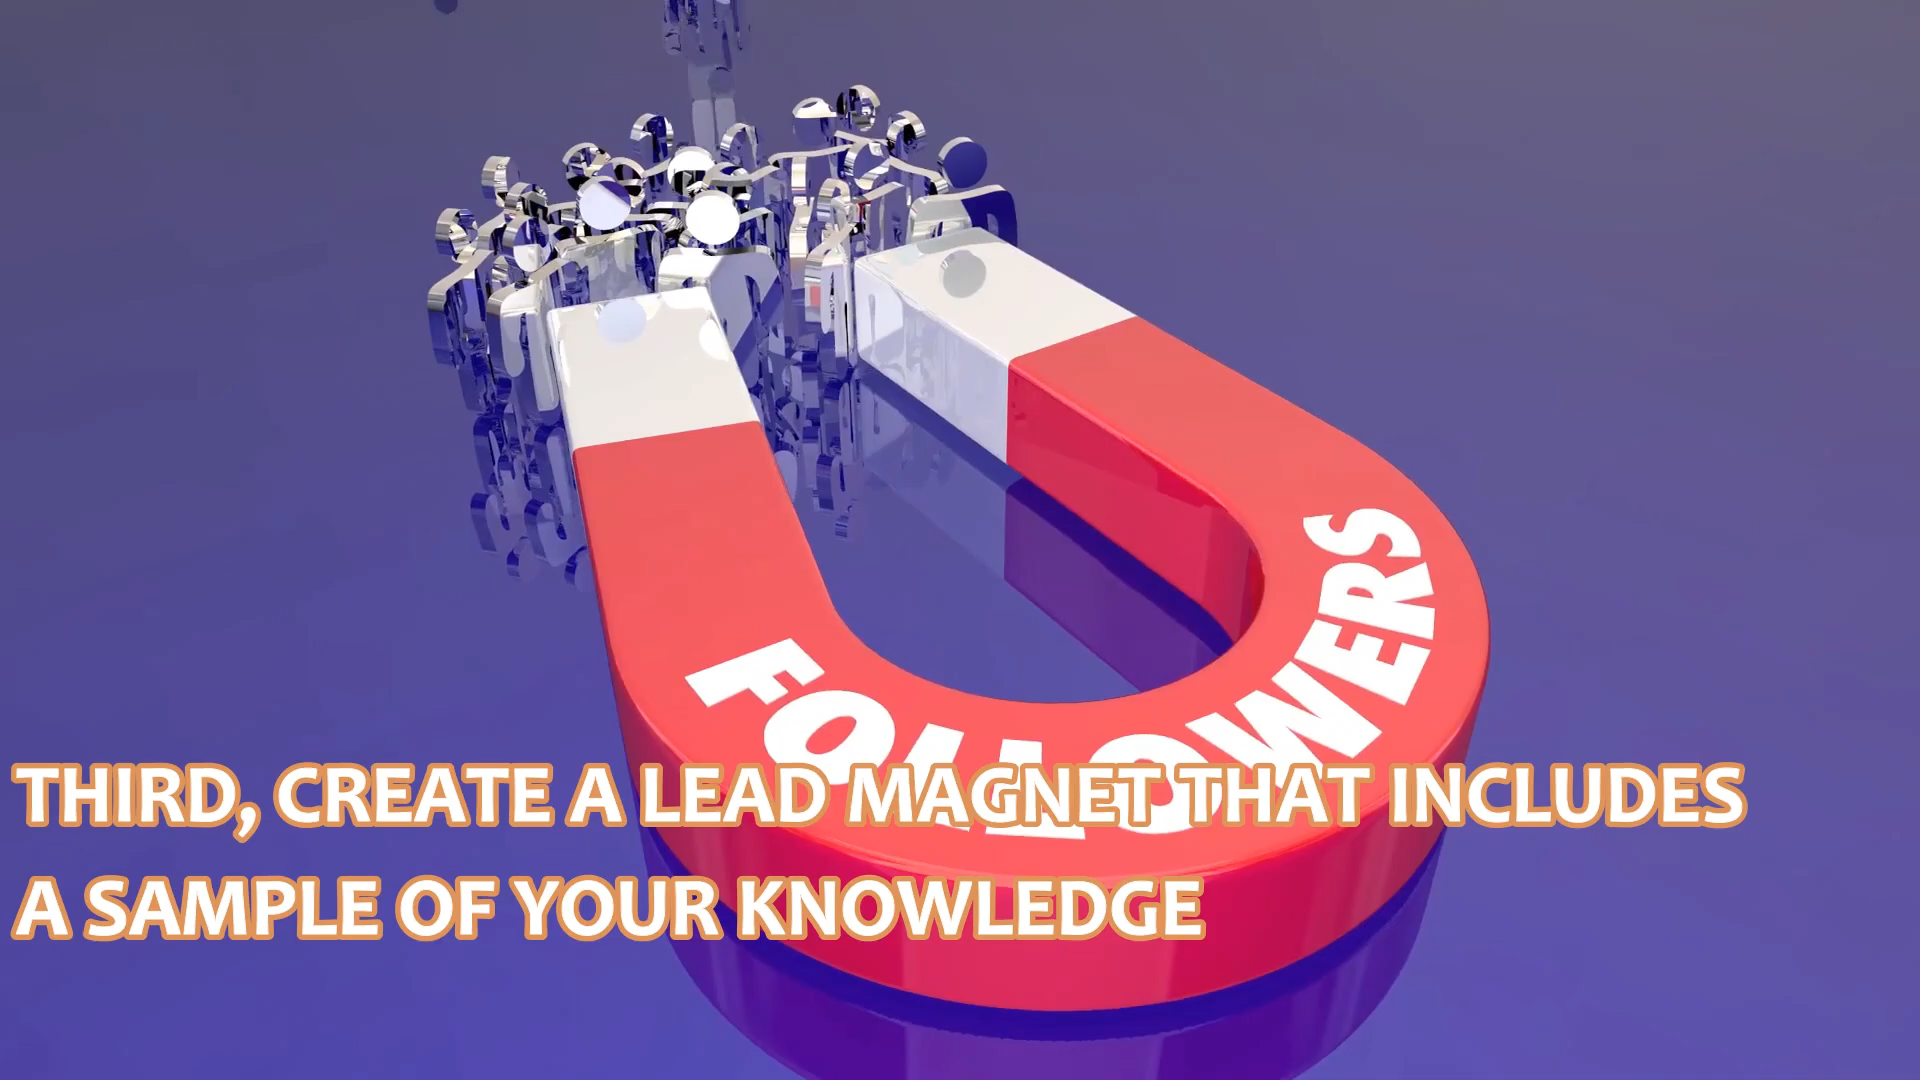 FOLLOWERS
THIRD, CREATE A LEAD MAGNET THAT INCLUDES
A SAMPLE OF YOUR KNOWLEDGE